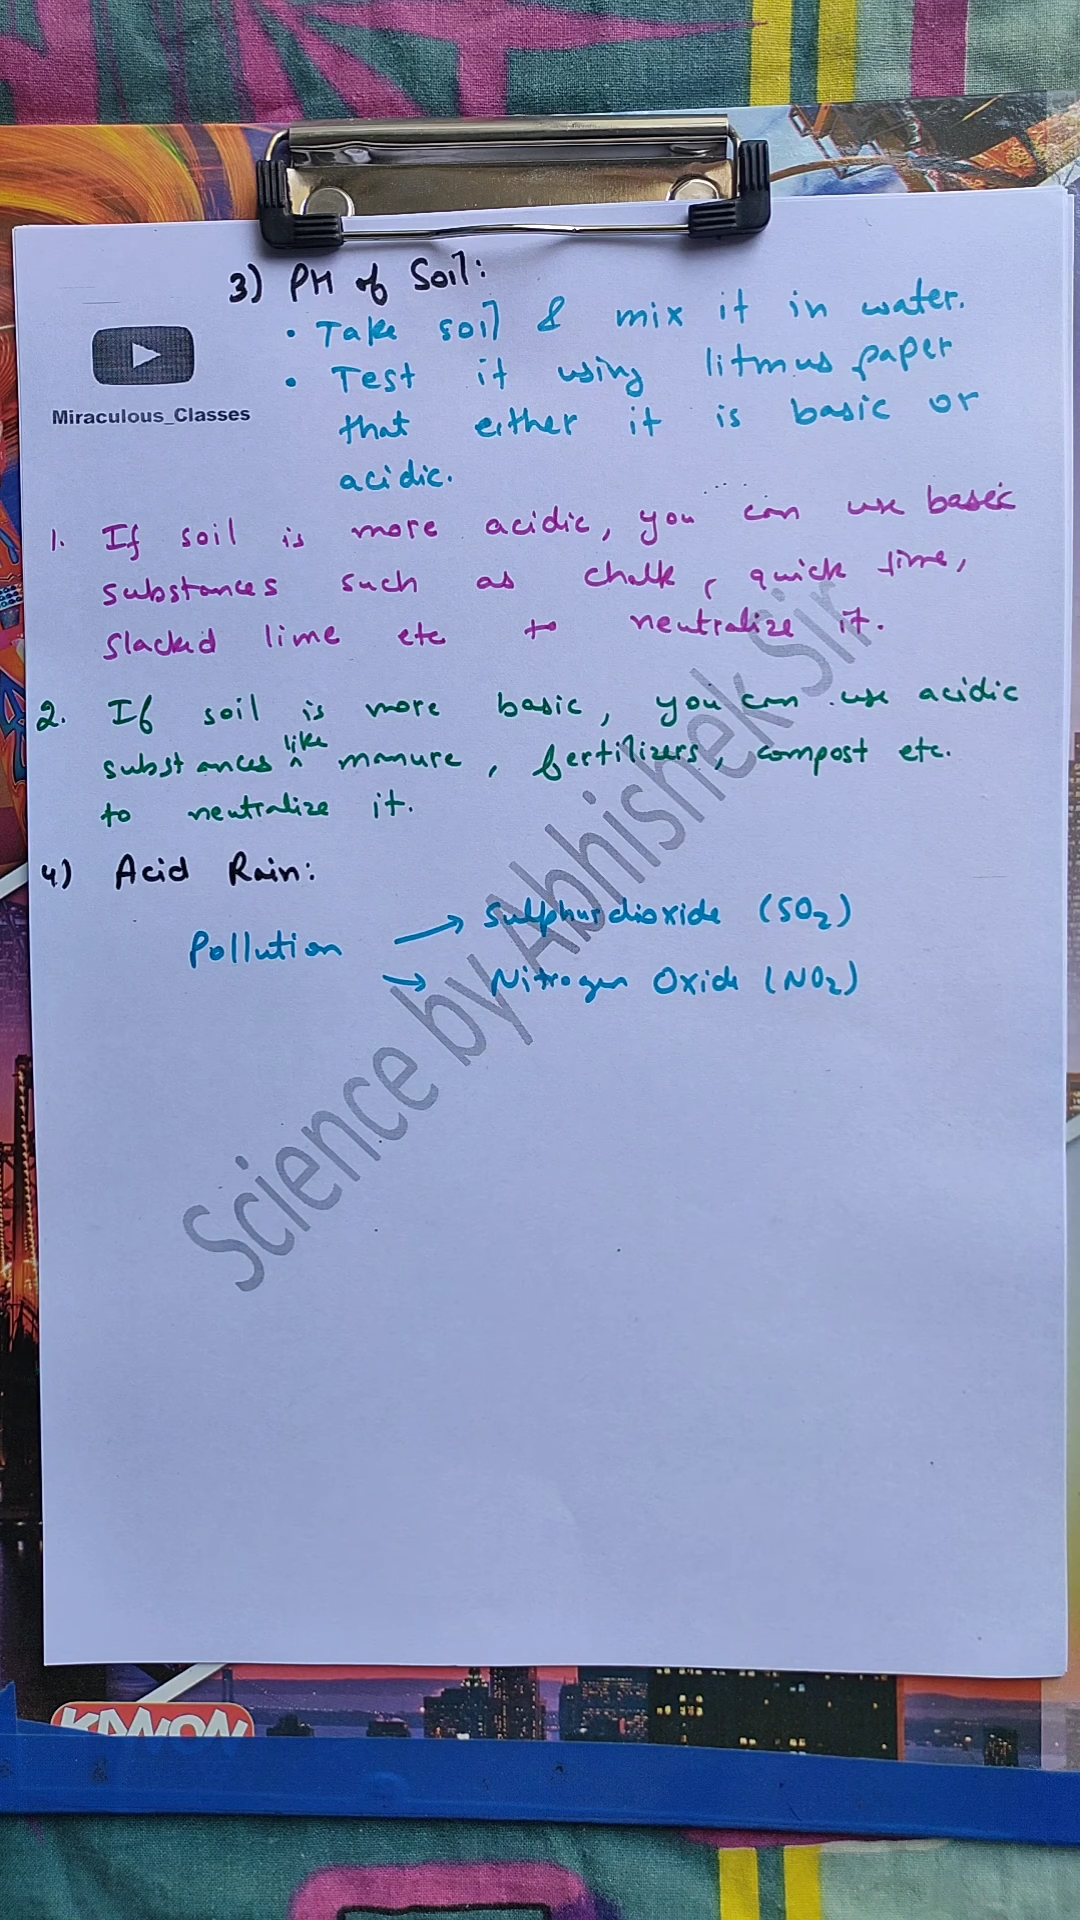 3) PH of Soil:
• Take soil & mix it in water.
• Test it using litmus paper
that either it is basic or
acidic.
Miraculous_Classes
1. If soil is more acidic, you can use basic
substances such as chalk, quick lime,
slacked lime etc to neutralize it.
2. If soil is more basic, you can use acidic
substances like manure, fertilizers, compost etc.
to neutralize it.
4) Acid Rain:
Pollution → Sulphurdioxide (SO₂)
→ Nitrogen Oxide (NO₂)
Science by Abhishek Sir
KANON